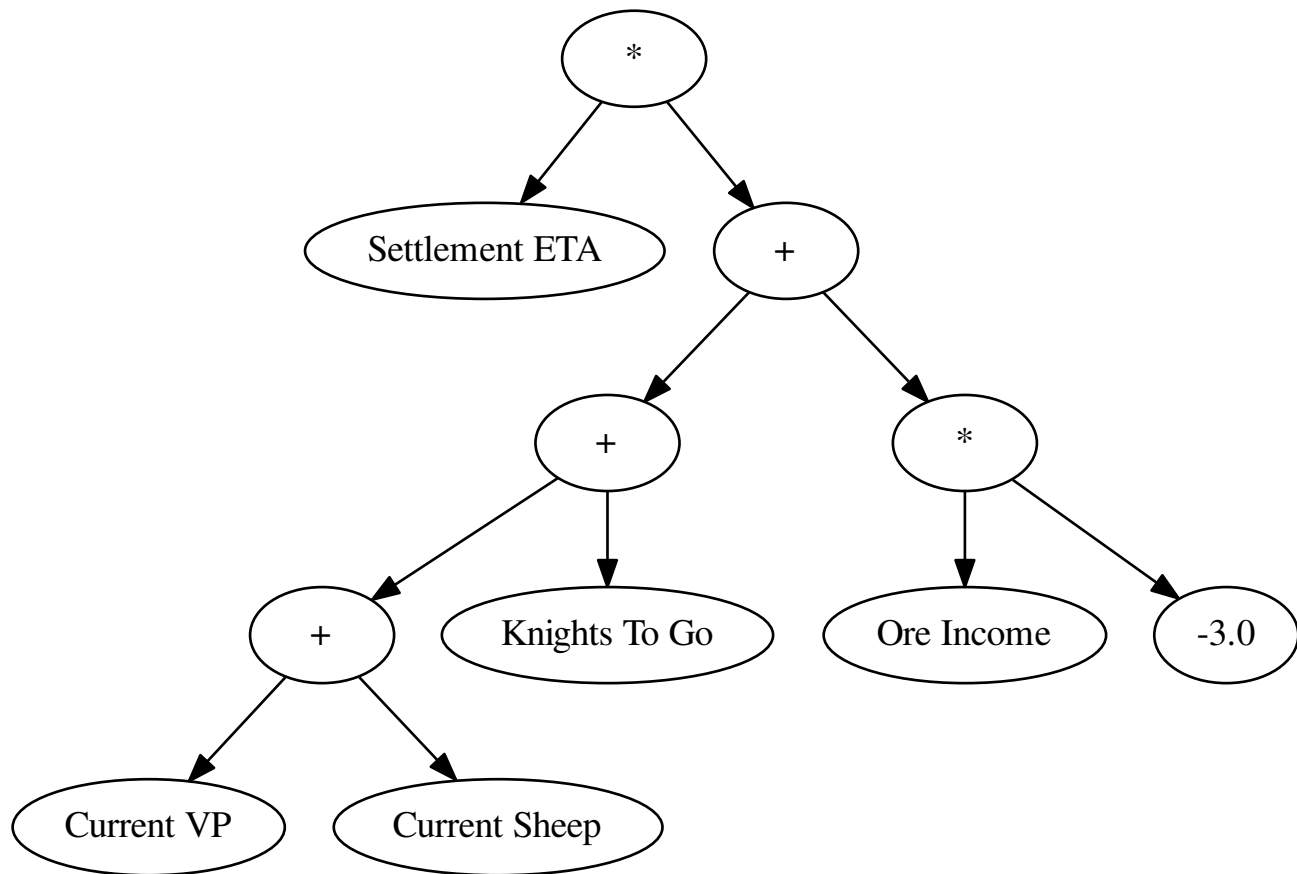 *
Settlement ETA
+
+
*
+
Knights To Go
Ore Income
-3.0
Current VP
Current Sheep